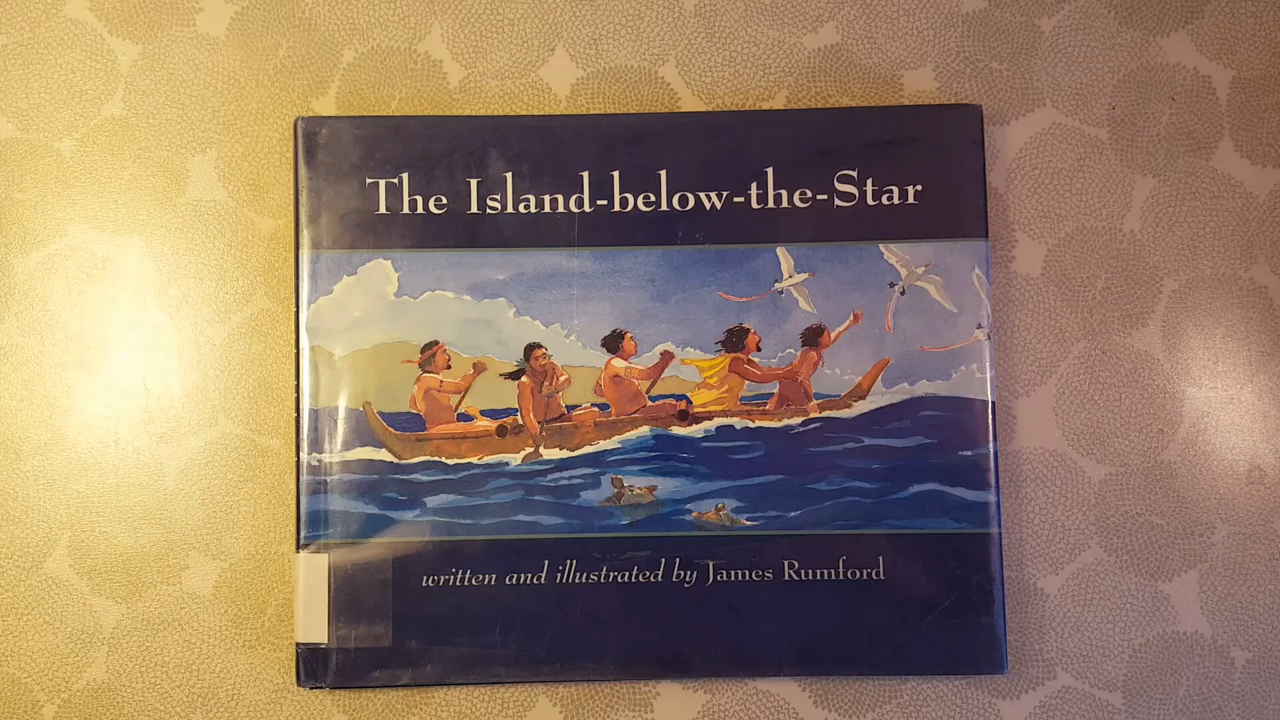 The Island-below-the-Star
written and illustrated by James Rumford